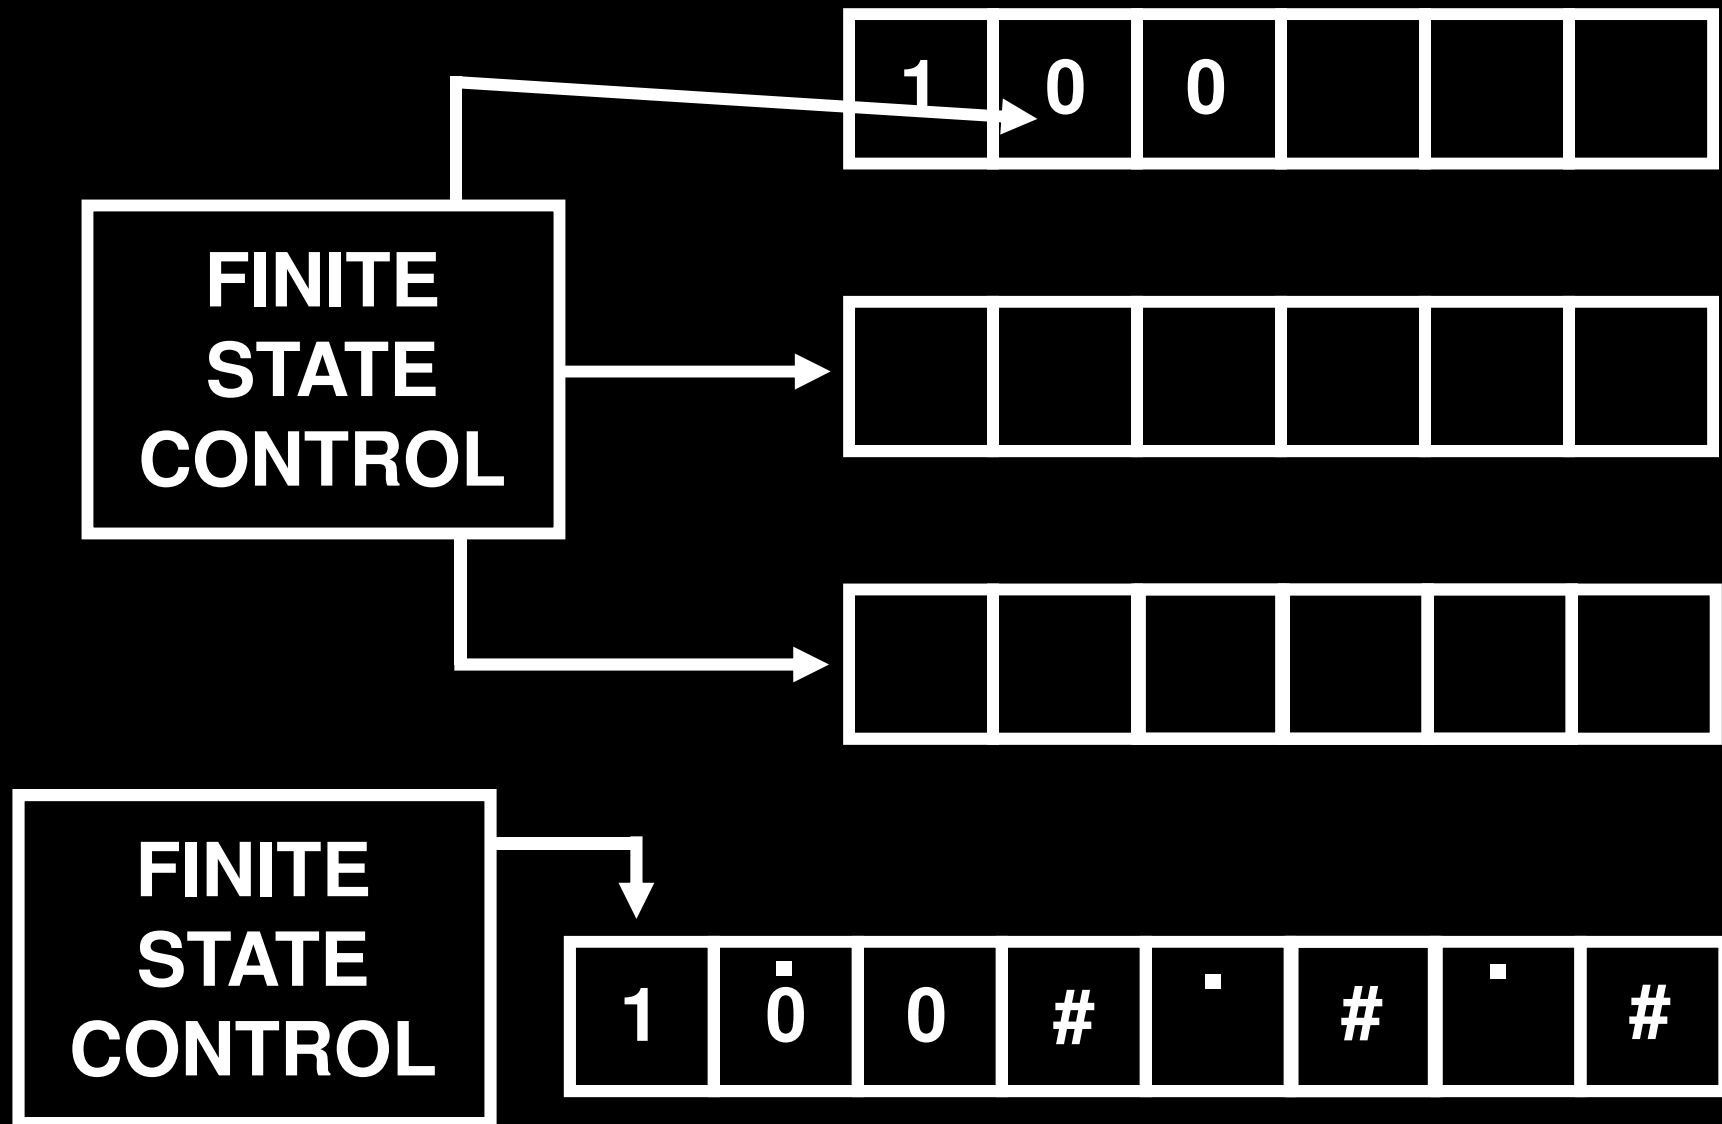 1 0 0
FINITE
STATE
CONTROL
FINITE
STATE
CONTROL
1 0̇ 0 # ˙ # ˙ #